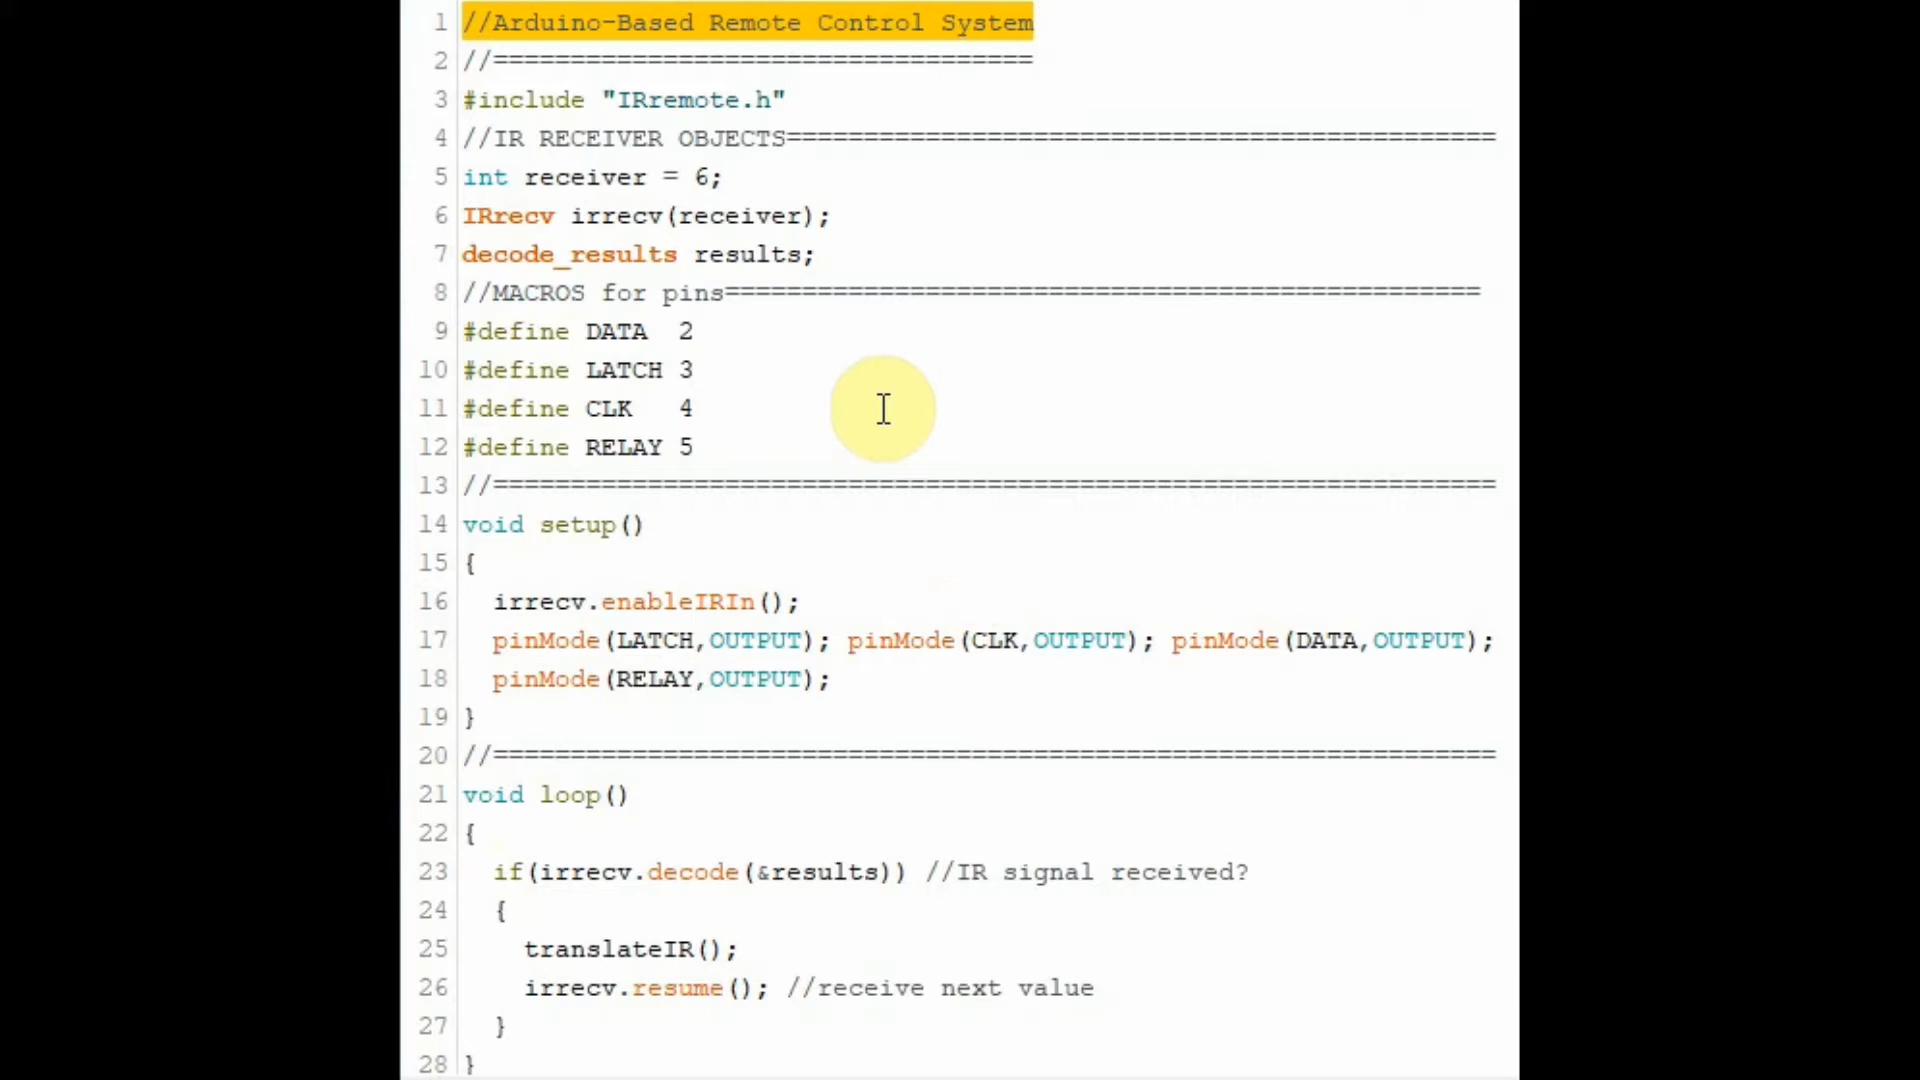 1 //Arduino-Based Remote Control System
2 //===================================
3 #include "IRremote.h"
4 //IR RECEIVER OBJECTS==============================================
5 int receiver = 6;
6 IRrecv irrecv(receiver);
7 decode_results results;
8 //MACROS for pins=================================================
9 #define DATA  2
10 #define LATCH 3
11 #define CLK   4
12 #define RELAY 5
13 //=================================================================
14 void setup()
15 {
16   irrecv.enableIRIn();
17   pinMode(LATCH,OUTPUT); pinMode(CLK,OUTPUT); pinMode(DATA,OUTPUT);
18   pinMode(RELAY,OUTPUT);
19 }
20 //=================================================================
21 void loop()
22 {
23   if(irrecv.decode(&results)) //IR signal received?
24   {
25     translateIR();
26     irrecv.resume(); //receive next value
27   }
28 }